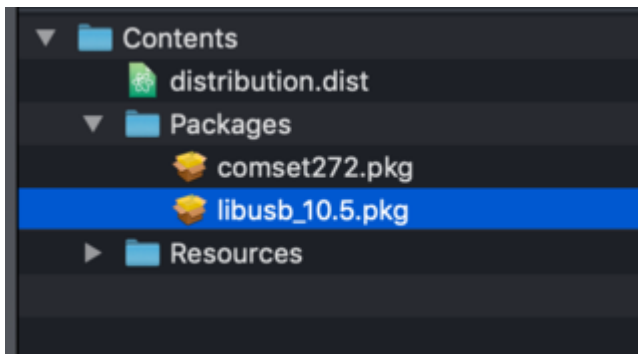 Contents
distribution.dist
Packages
comset272.pkg
libusb_10.5.pkg
Resources